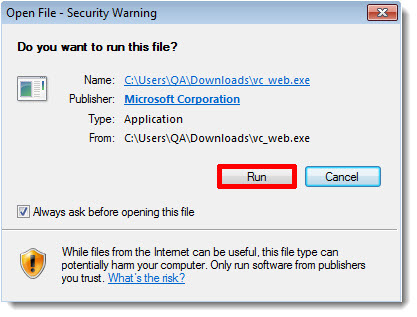 Open File - Security Warning
Do you want to run this file?
Name: C:\Users\QA\Downloads\vc_web.exe
Publisher: Microsoft Corporation
Type: Application
From: C:\Users\QA\Downloads\vc_web.exe
Run Cancel
Always ask before opening this file
While files from the Internet can be useful, this file type can
potentially harm your computer. Only run software from publishers
you trust. What's the risk?